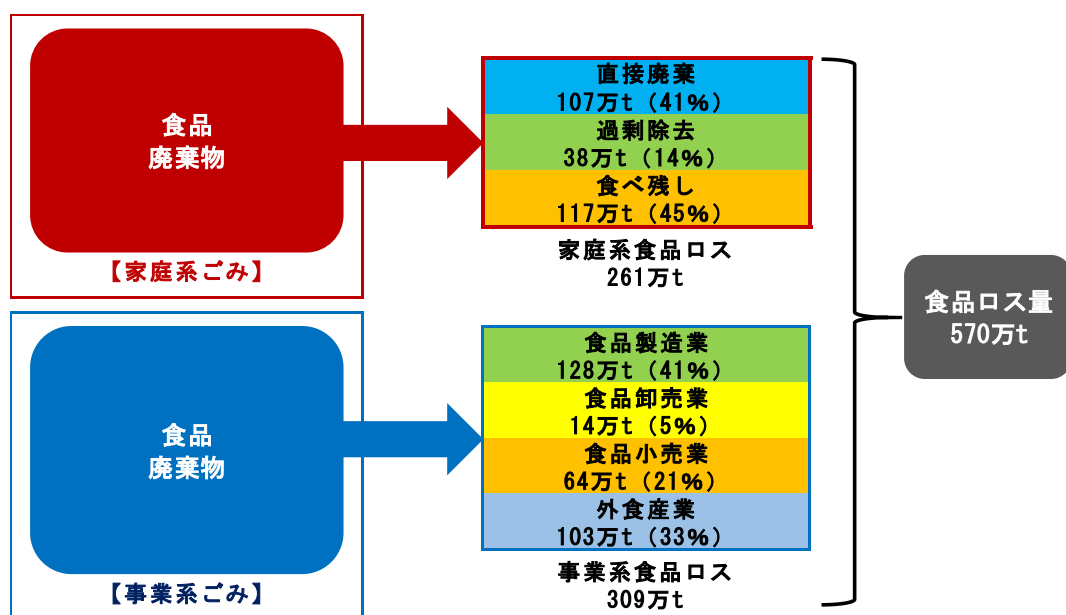 食品
廃棄物
【家庭系ごみ】
直接廃棄
107万t（41%）
過剰除去
38万t（14%）
食べ残し
117万t（45%）
家庭系食品ロス
261万t
食品
廃棄物
【事業系ごみ】
食品製造業
128万t（41%）
食品卸売業
14万t（5%）
食品小売業
64万t（21%）
外食産業
103万t（33%）
事業系食品ロス
309万t
食品ロス量
570万t